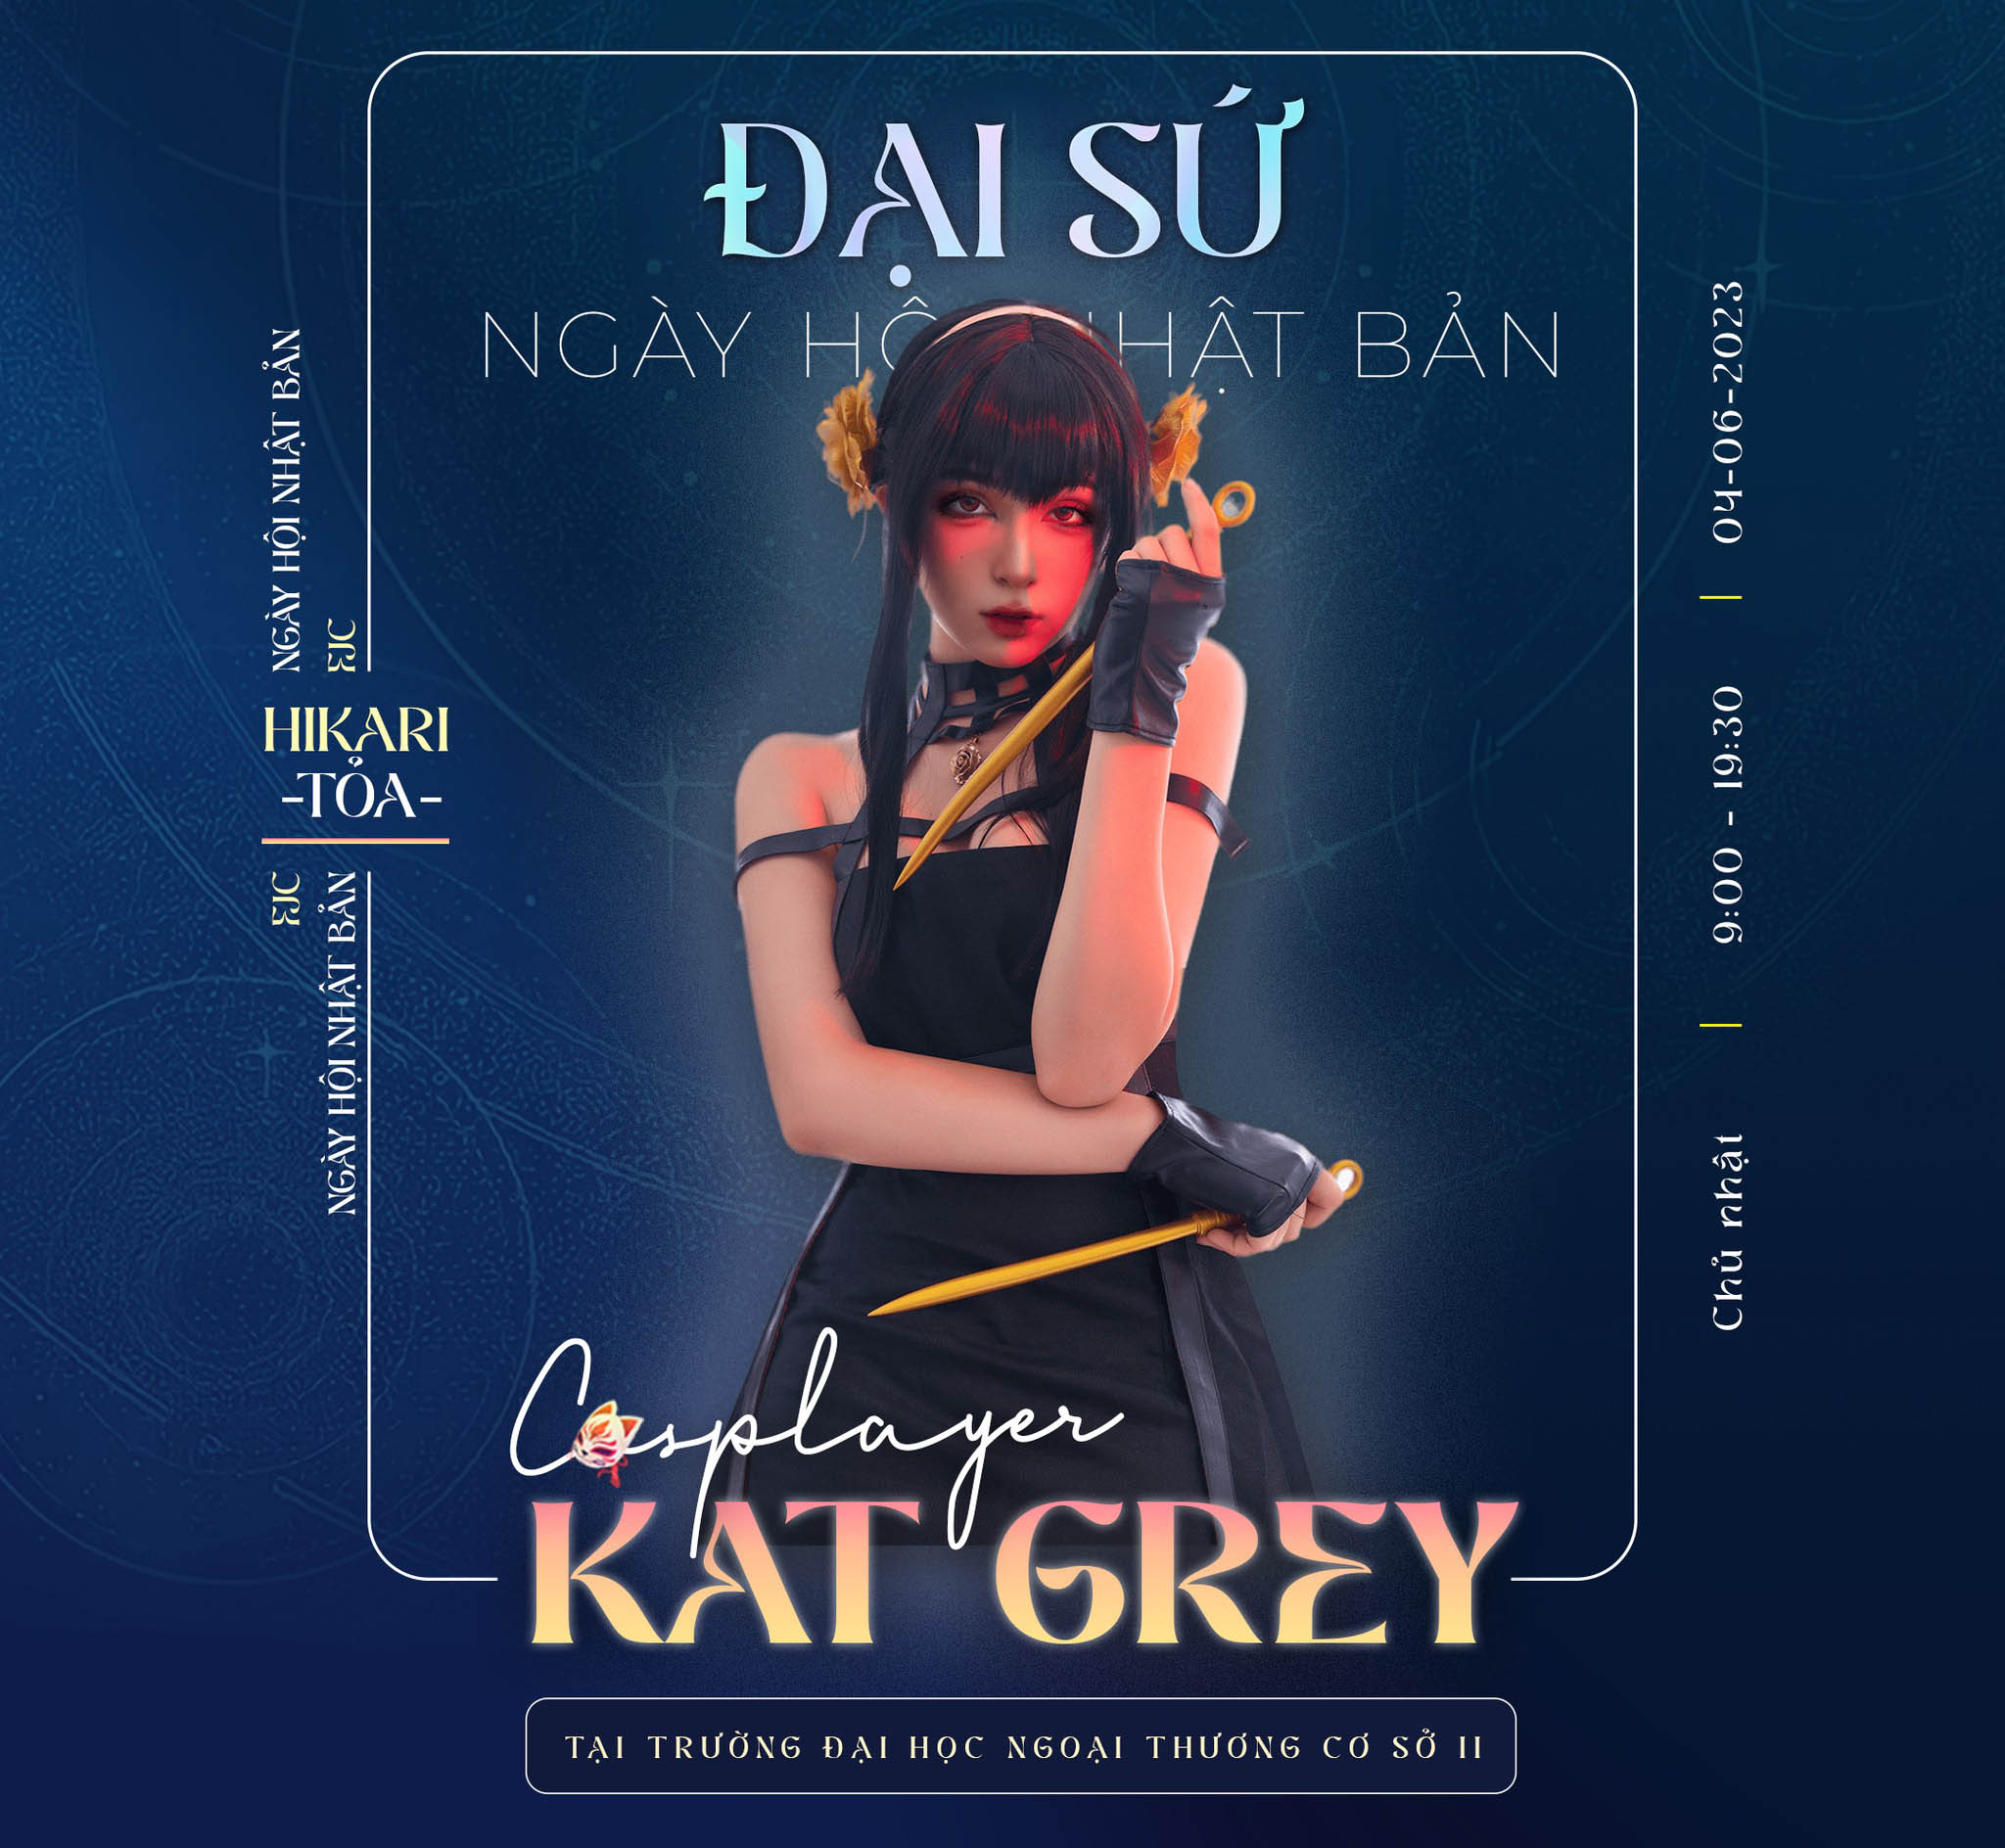 ĐẠI SỨ
NGÀY HỘI NHẬT BẢN
NGÀY HỘI NHẬT BẢN
FJC
HIKARI
-TỎA-
FJC
NGÀY HỘI NHẬT BẢN
Chủ nhật | 9:00 - 19:30 | 04-06-2023
Cosplayer
KAT GREY
TẠI TRƯỜNG ĐẠI HỌC NGOẠI THƯƠNG CƠ SỞ II